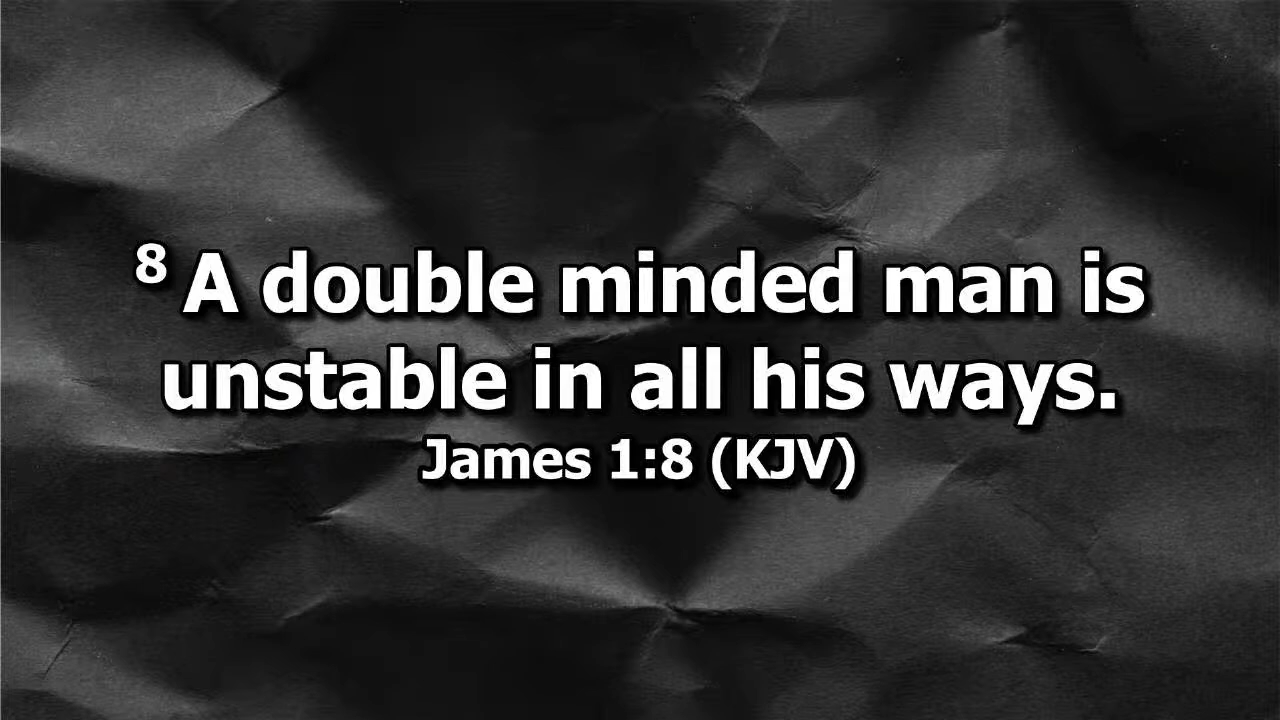 8 A double minded man is
unstable in all his ways.
James 1:8 (KJV)